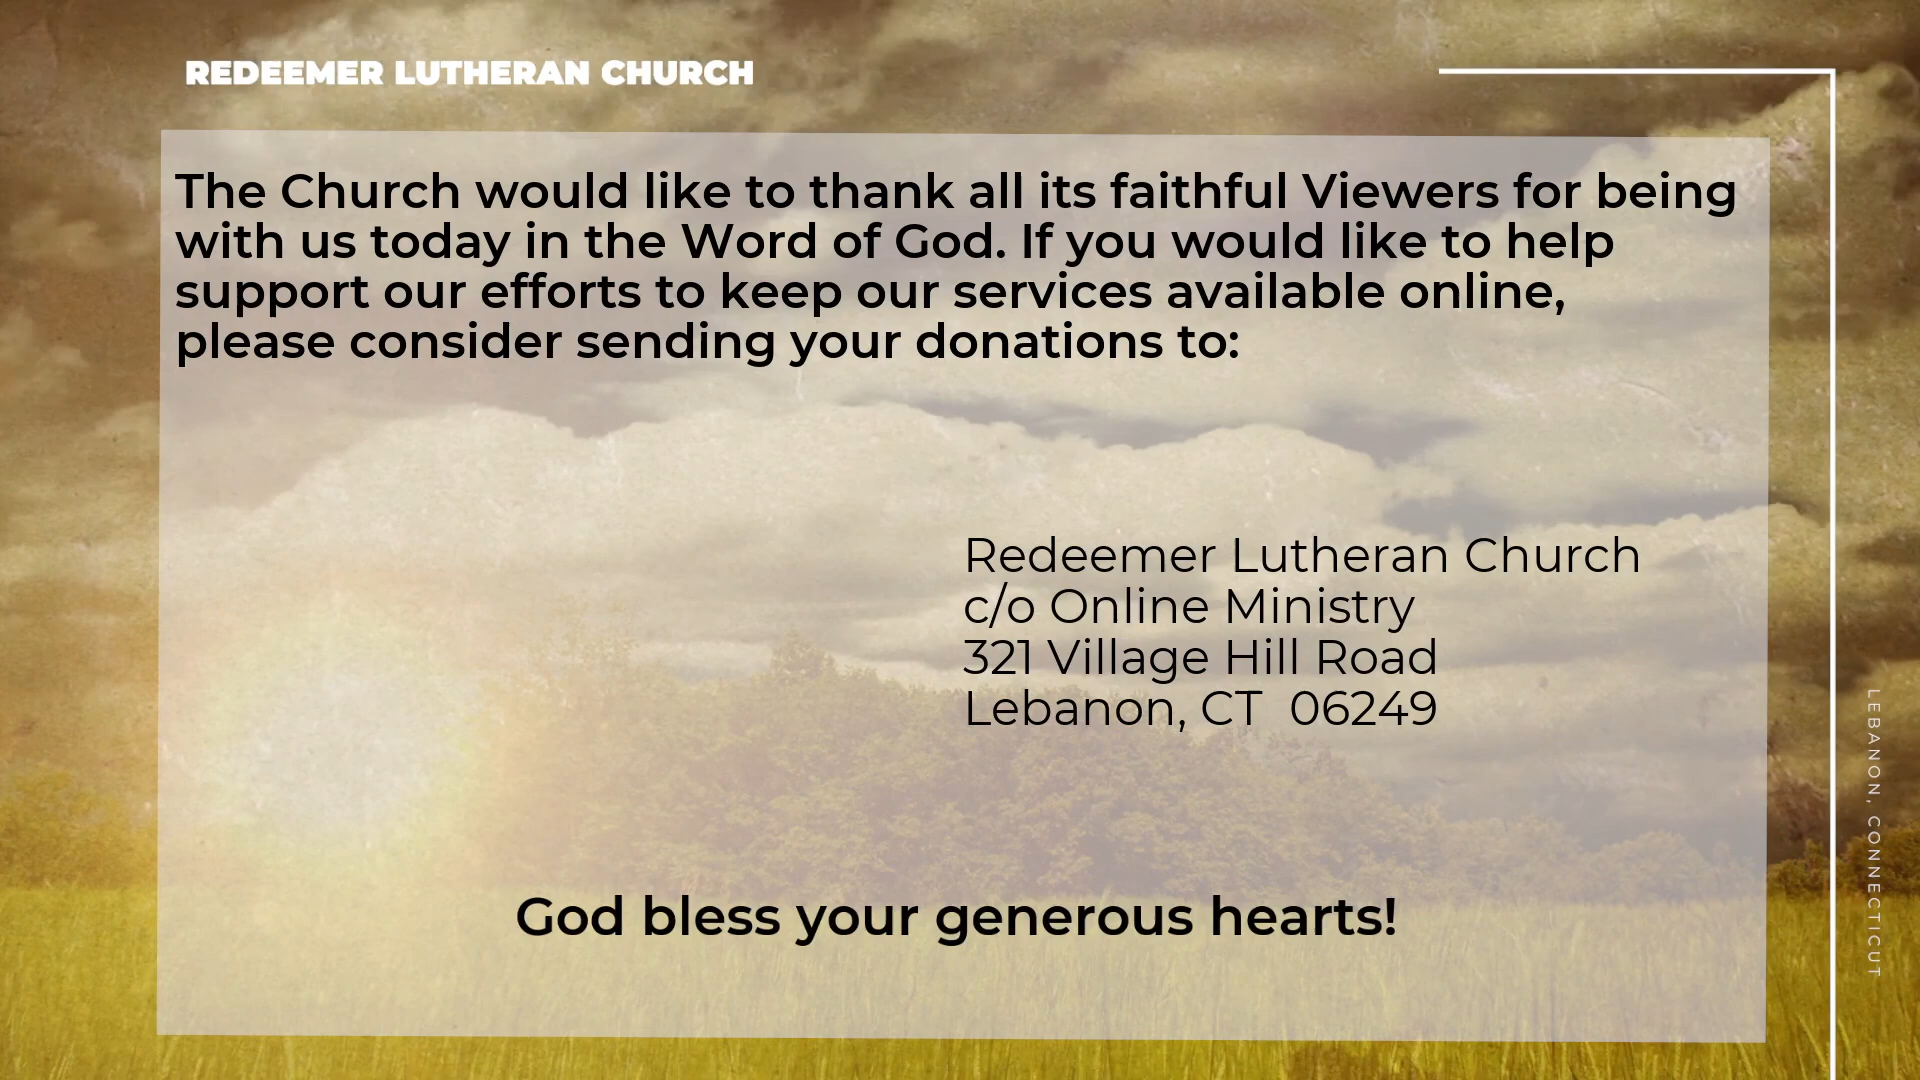 REDEEMER LUTHERAN CHURCH
The Church would like to thank all its faithful Viewers for being
with us today in the Word of God. If you would like to help
support our efforts to keep our services available online,
please consider sending your donations to:
Redeemer Lutheran Church
c/o Online Ministry
321 Village Hill Road
Lebanon, CT  06249
God bless your generous hearts!
LEBANON, CONNECTICUT